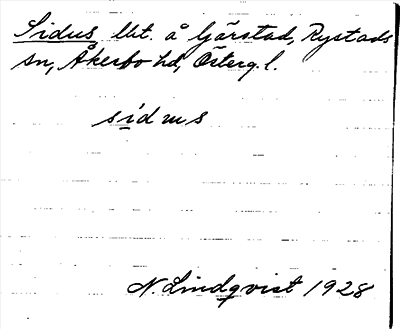 Sidus, lht. å Gärstad, Rystads
sn, Åkerbo hd, Österg. l.
sidus
N. Lindqvist 1928